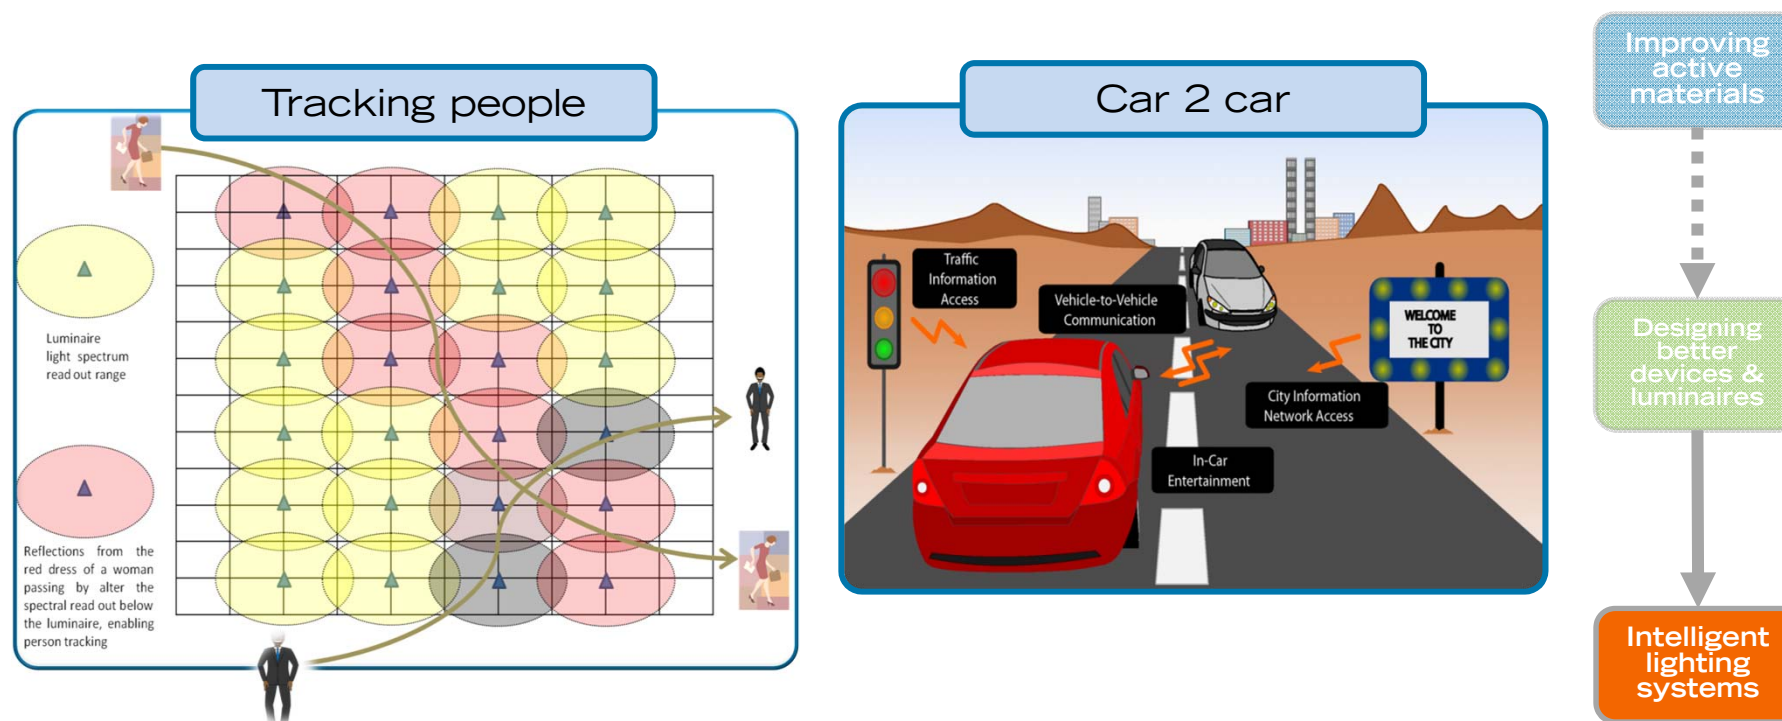 Tracking people
Luminaire
light spectrum
read out range
Reflections from the
red dress of a woman
passing by alter the
spectral read out below
the luminaire, enabling
person tracking
Car 2 car
Traffic
Information
Access
Vehicle-to-Vehicle
Communication
WELCOME
TO
THE CITY
City Information
Network Access
In-Car
Entertainment
Improving
active
materials
Designing
better
devices &
luminaires
Intelligent
lighting
systems